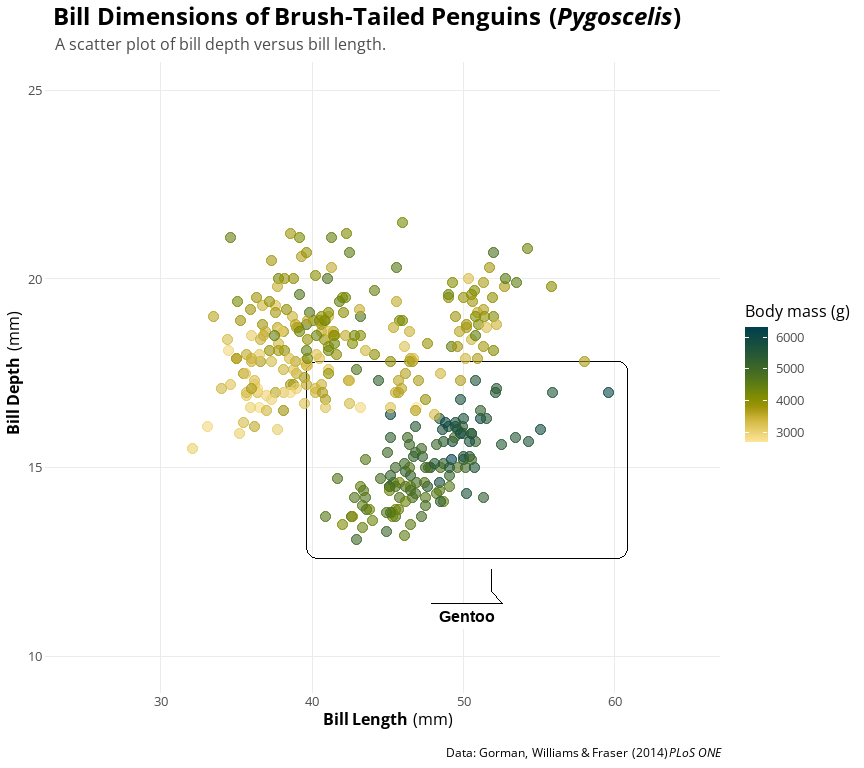 Bill Dimensions of Brush-Tailed Penguins (Pygoscelis)
A scatter plot of bill depth versus bill length.
25
20
15
10
Bill Depth (mm)
30 40 50 60
Bill Length (mm)
Gentoo
Body mass (g)
6000
5000
4000
3000
Data: Gorman, Williams & Fraser (2014) PLoS ONE